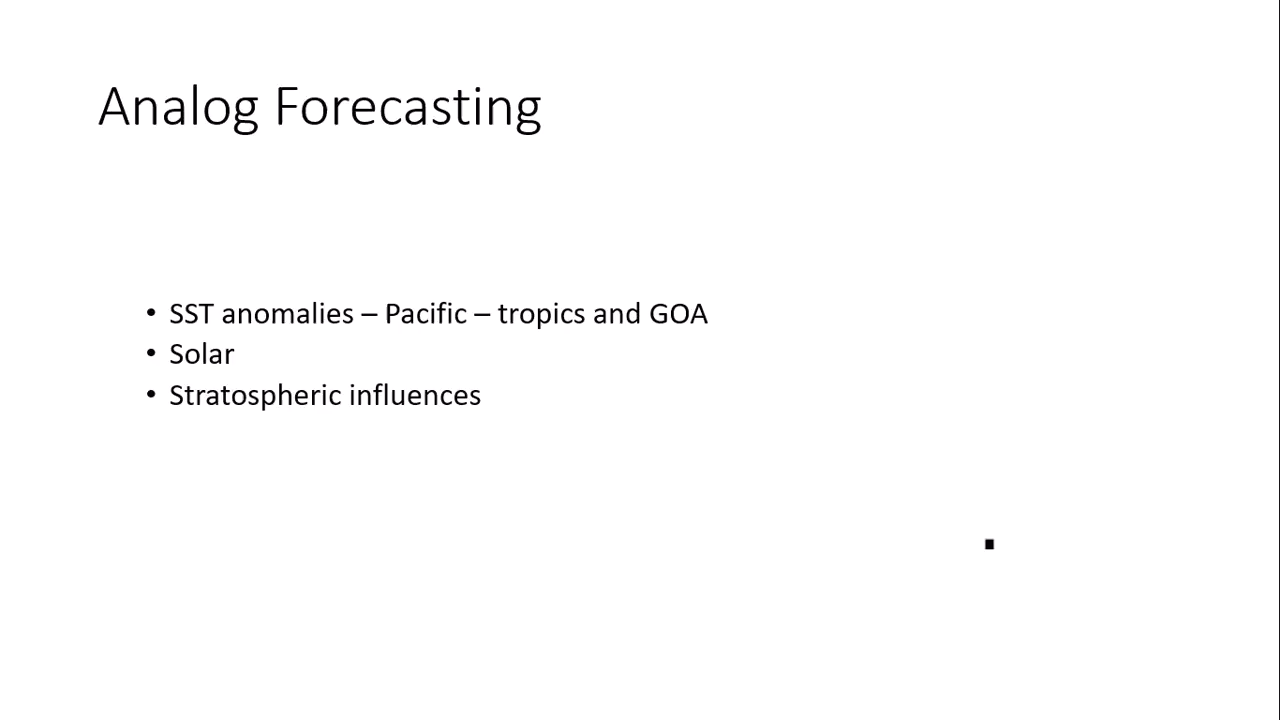 Analog Forecasting
• SST anomalies – Pacific – tropics and GOA
• Solar
• Stratospheric influences